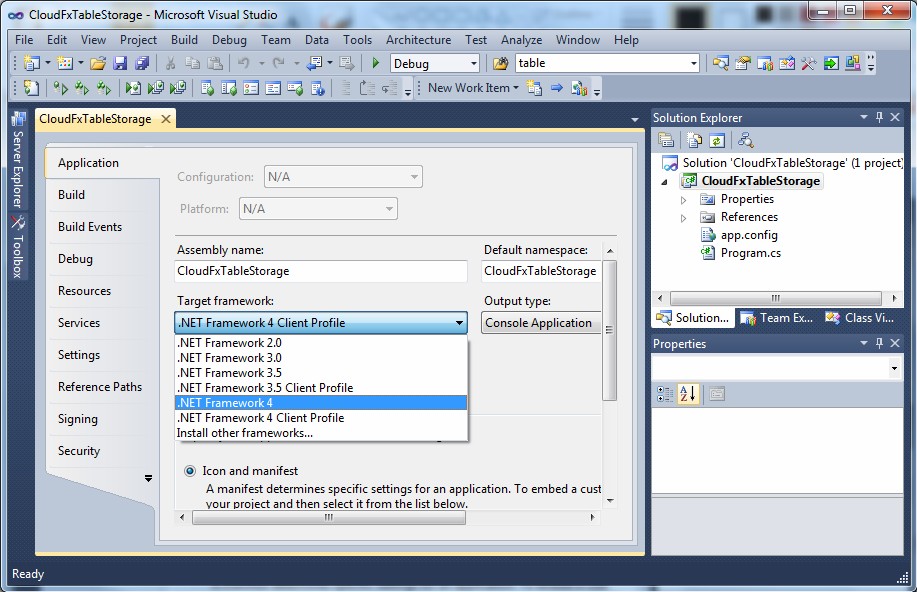 CloudFxTableStorage - Microsoft Visual Studio
File Edit View Project Build Debug Team Data Tools Architecture Test Analyze Window Help
Debug table
New Work Item
Server Explorer
Toolbox
CloudFxTableStorage
Application
Build
Build Events
Debug
Resources
Services
Settings
Reference Paths
Signing
Security
Configuration: N/A
Platform: N/A
Assembly name: Default namespace:
CloudFxTableStorage CloudFxTableStorage
Target framework: Output type:
.NET Framework 4 Client Profile Console Application
.NET Framework 2.0
.NET Framework 3.0
.NET Framework 3.5
.NET Framework 3.5 Client Profile
.NET Framework 4
.NET Framework 4 Client Profile
Install other frameworks...
Icon and manifest
A manifest determines specific settings for an application. To embed a cust
your project and then select it from the list below.
Solution Explorer
Solution 'CloudFxTableStorage' (1 project)
CloudFxTableStorage
Properties
References
app.config
Program.cs
Solution... Team Ex... Class Vi...
Properties
Ready